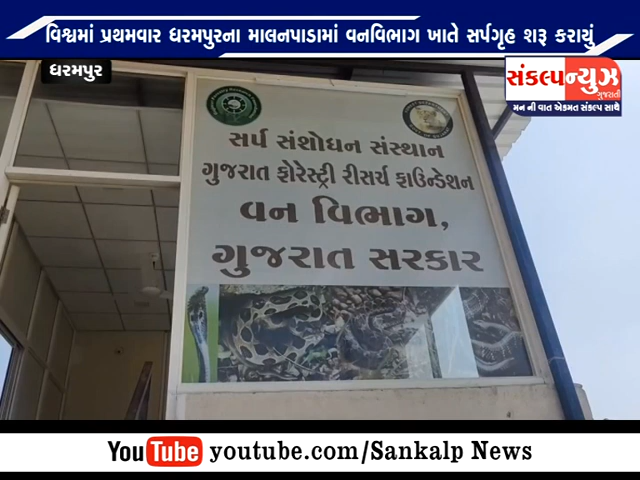 વિશ્વમાં પ્રથમવાર ધરમપુરના માલનપાડામાં વનવિભાગ ખાતે સર્પગૃહ શરૂ કરાયું
ધરમપુર
સંકલ્પન્યુઝ
ગુજરાતી
મન ની વાત એકમત સંકલ્પ સાથે
સર્પ સંશોધન સંસ્થાન
ગુજરાત ફોરેસ્ટ્રી રીસર્ચ ફાઉન્ડેશન
વન વિભાગ,
ગુજરાત સરકાર
YouTube youtube.com/Sankalp News